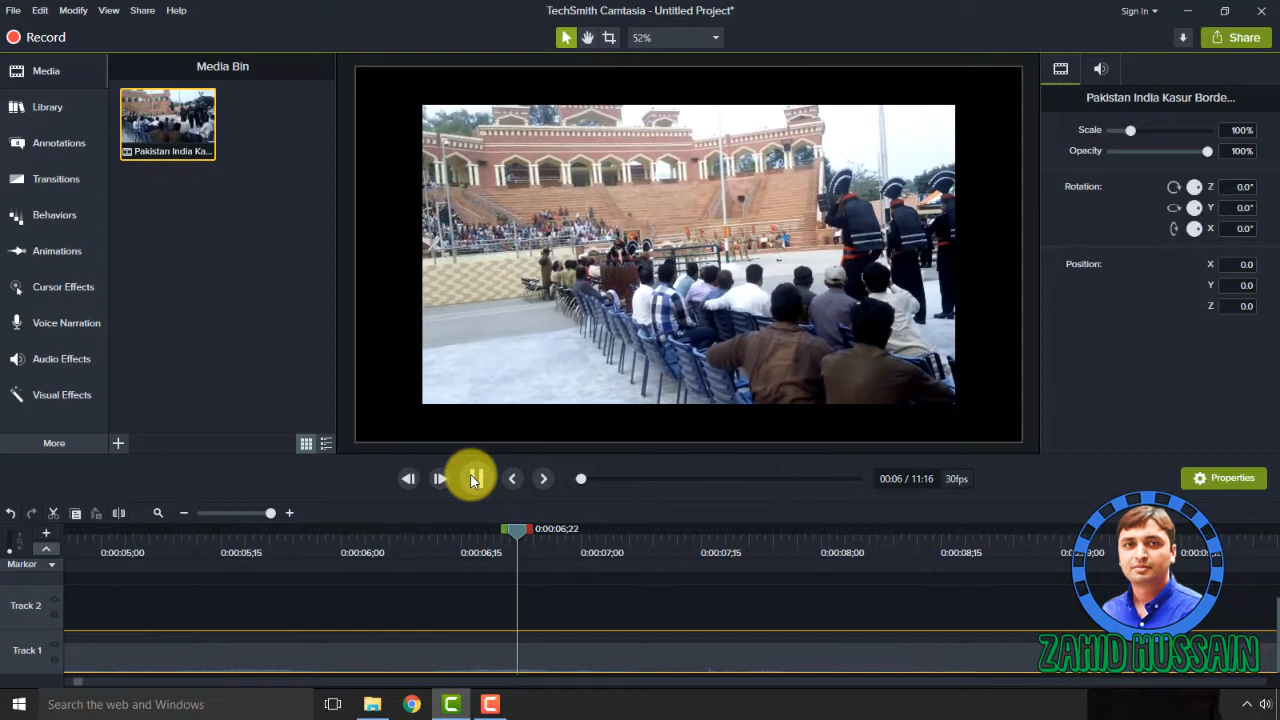 File Edit Modify View Share Help
TechSmith Camtasia - Untitled Project*
Sign In
Record
52%
Share
Media
Library
Annotations
Transitions
Behaviors
Animations
Cursor Effects
Voice Narration
Audio Effects
Visual Effects
More
Media Bin
Pakistan India Ka...
Pakistan India Kasur Borde...
Scale 100%
Opacity 100%
Rotation: Z 0.0°
Y 0.0°
X 0.0°
Position: X 0.0
Y 0.0
Z 0.0
00:06 / 11:16 30fps
Properties
0:00:06;22
0:00:05;00 0:00:05;15 0:00:06;00 0:00:06;15 0:00:07;00 0:00:07;15 0:00:08;00 0:00:08;15
Marker
Track 2
Track 1
ZAHID HUSSAIN
Search the web and Windows